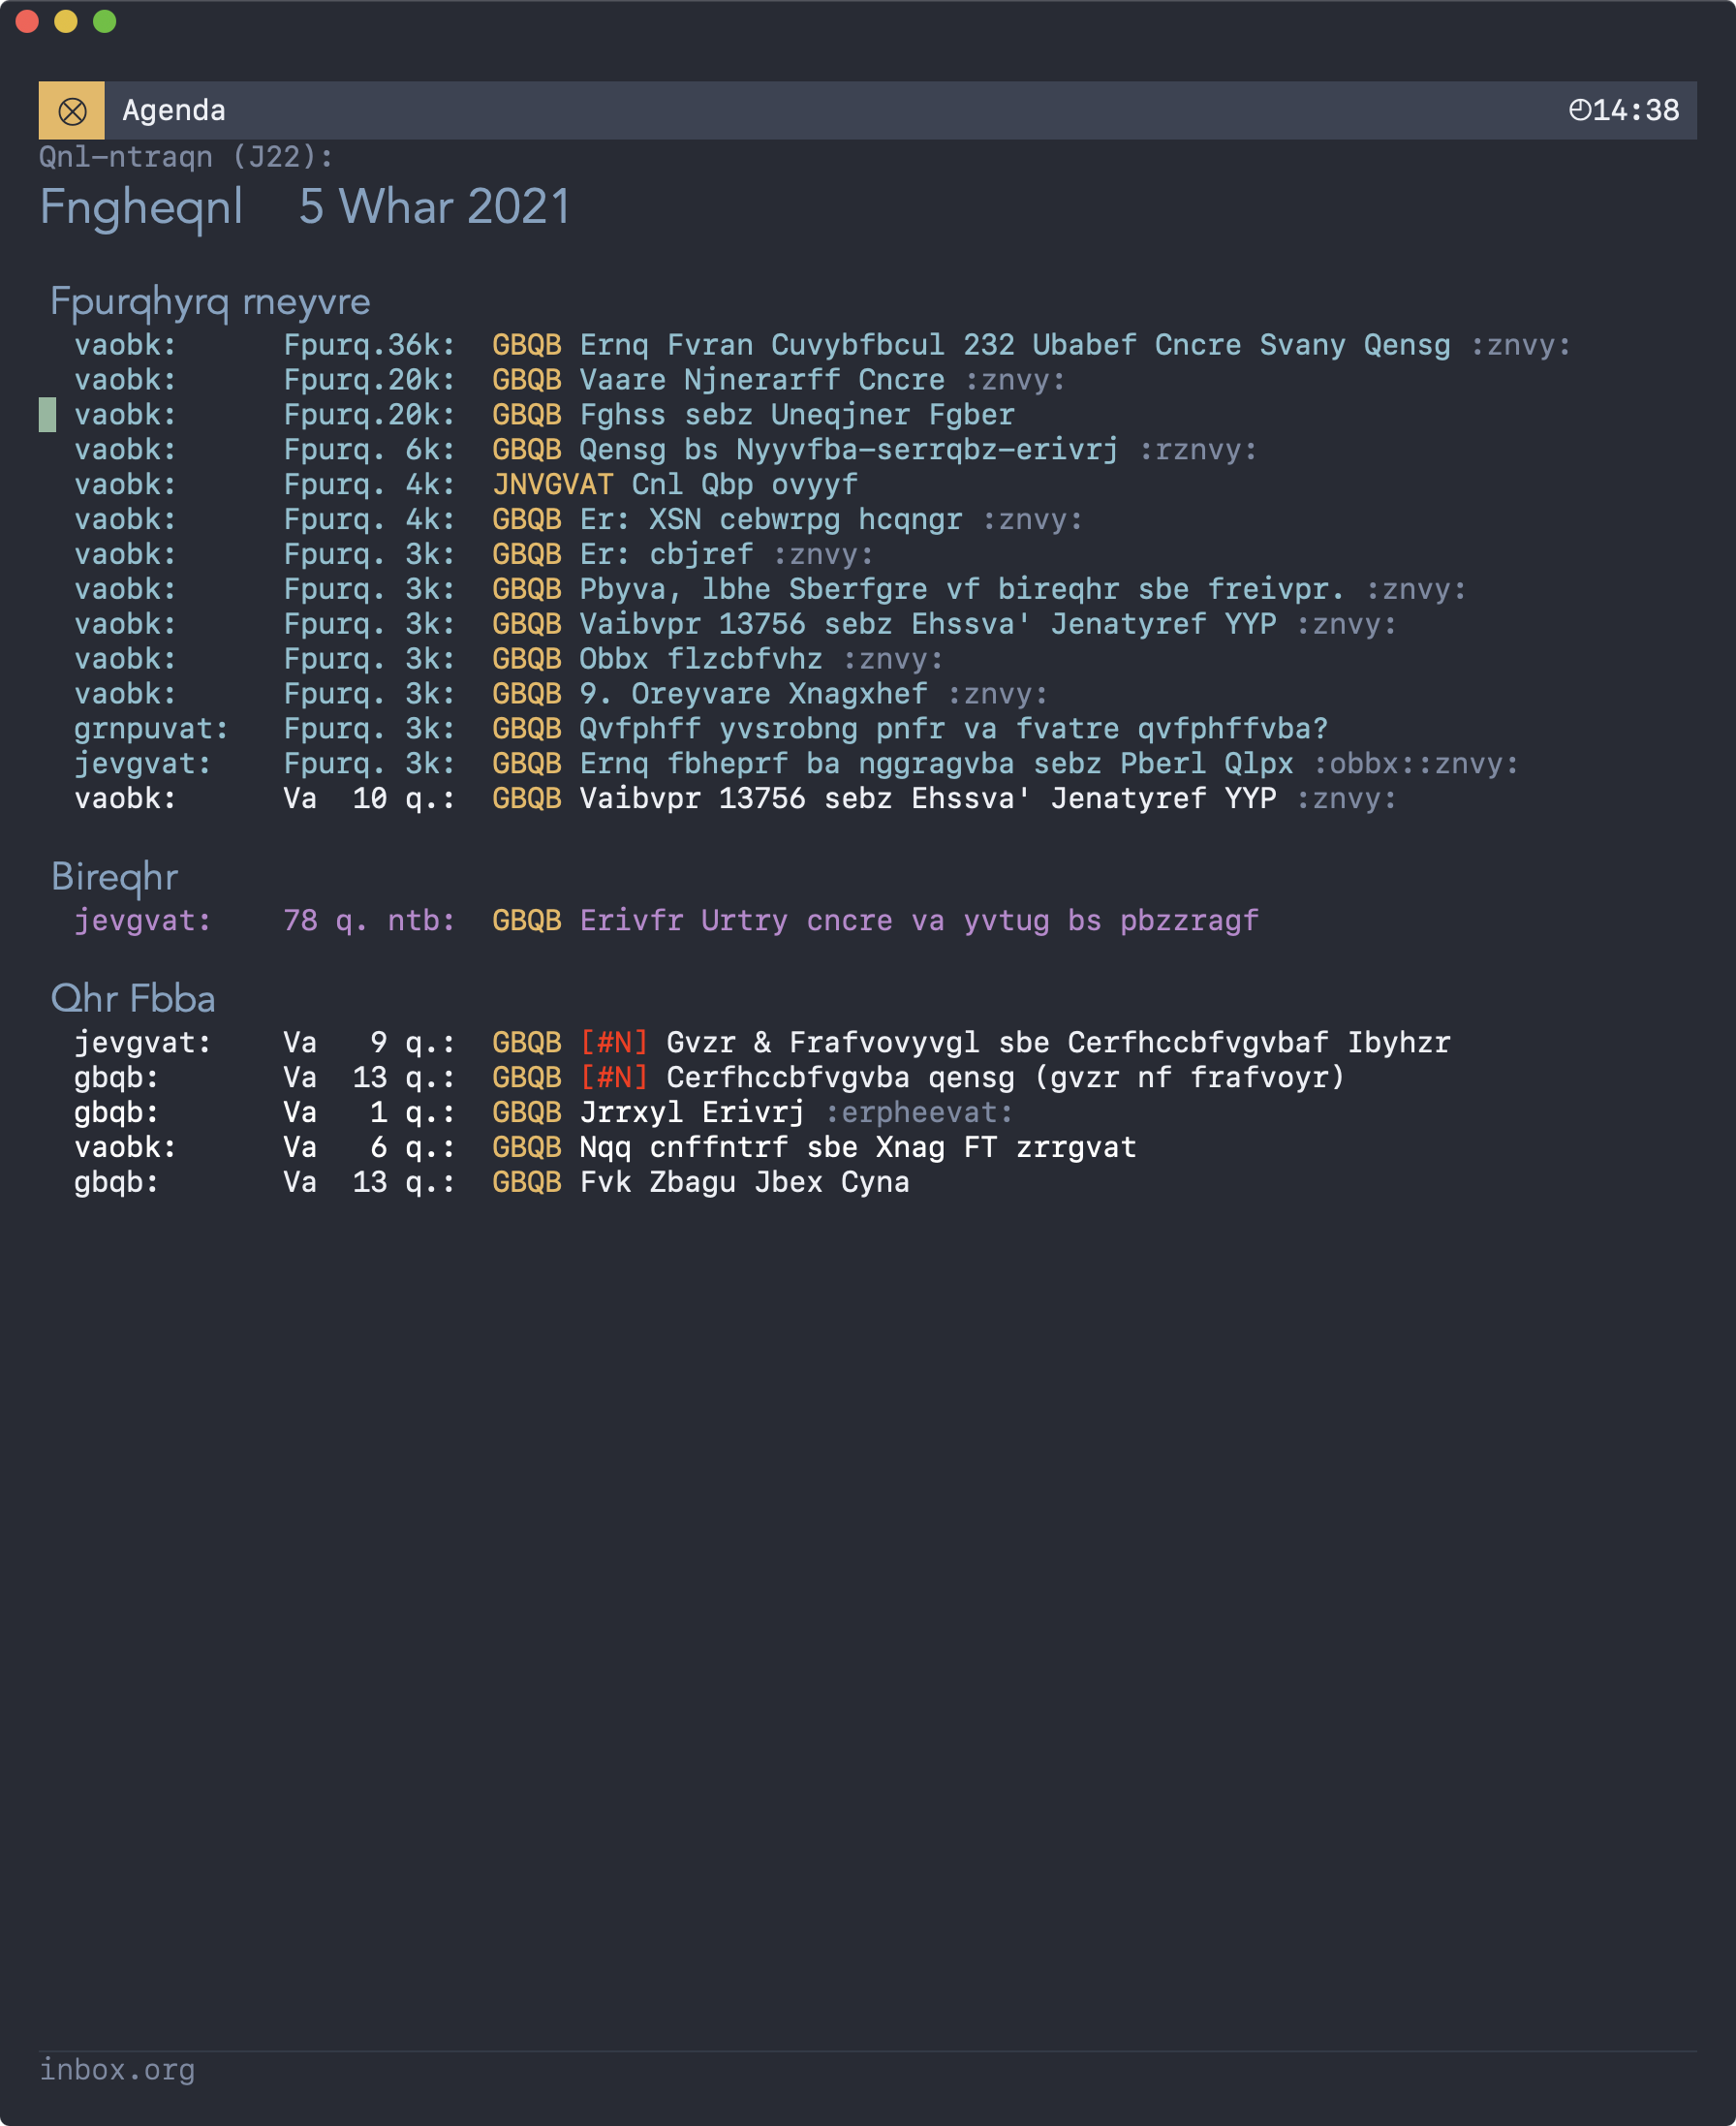 Agenda ◴14:38
Qnl-ntraqn (J22):
Fngheqnl 5 Whar 2021
Fpurqhyrq rneyvre
vaobk: Fpurq.36k: GBQB Ernq Fvran Cuvybfbcul 232 Ubabef Cncre Svany Qensg :znvy:
vaobk: Fpurq.20k: GBQB Vaare Njnerarff Cncre :znvy:
vaobk: Fpurq.20k: GBQB Fghss sebz Uneqjner Fgber
vaobk: Fpurq. 6k: GBQB Qensg bs Nyyvfba-serrqbz-erivrj :rznvy:
vaobk: Fpurq. 4k: JNVGVAT Cnl Qbp ovyyf
vaobk: Fpurq. 4k: GBQB Er: XSN cebwrpg hcqngr :znvy:
vaobk: Fpurq. 3k: GBQB Er: cbjref :znvy:
vaobk: Fpurq. 3k: GBQB Pbyva, lbhe Sberfgre vf bireqhr sbe freivpr. :znvy:
vaobk: Fpurq. 3k: GBQB Vaibvpr 13756 sebz Ehssva' Jenatyref YYP :znvy:
vaobk: Fpurq. 3k: GBQB Obbx flzcbfvhz :znvy:
vaobk: Fpurq. 3k: GBQB 9. Oreyvare Xnagxhef :znvy:
grnpuvat: Fpurq. 3k: GBQB Qvfphff yvsrobng pnfr va fvatre qvfphffvba?
jevgvat: Fpurq. 3k: GBQB Ernq fbheprf ba nggragvba sebz Pberl Qlpx :obbx::znvy:
vaobk: Va 10 q.: GBQB Vaibvpr 13756 sebz Ehssva' Jenatyref YYP :znvy:
Bireqhr
jevgvat: 78 q. ntb: GBQB Erivfr Urtry cncre va yvtug bs pbzzragf
Qhr Fbba
jevgvat: Va 9 q.: GBQB [#N] Gvzr & Frafvovyvgl sbe Cerfhccbfvgvbaf Ibyhzr
gbqb: Va 13 q.: GBQB [#N] Cerfhccbfvgvba qensg (gvzr nf frafvoyr)
gbqb: Va 1 q.: GBQB Jrrxyl Erivrj :erpheevat:
vaobk: Va 6 q.: GBQB Nqq cnffntrf sbe Xnag FT zrrgvat
gbqb: Va 13 q.: GBQB Fvk Zbagu Jbex Cyna
inbox.org